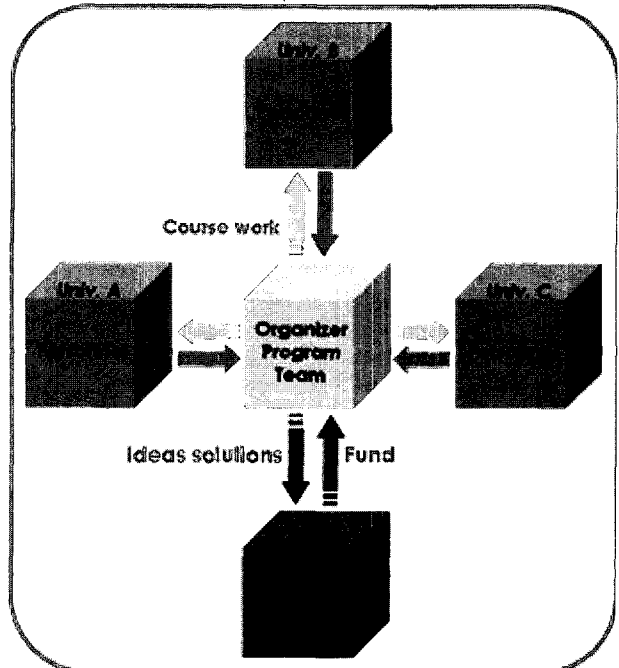 Univ. B
Course work
Univ. A
Univ. C
Organizer
Program
Team
Ideas solutions
Fund